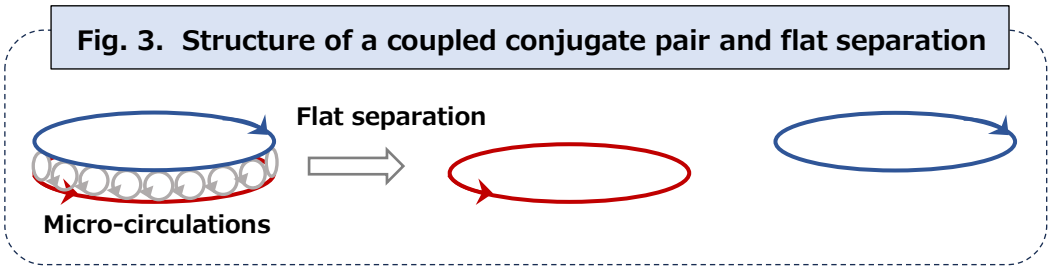 Fig. 3. Structure of a coupled conjugate pair and flat separation
Flat separation
Micro-circulations